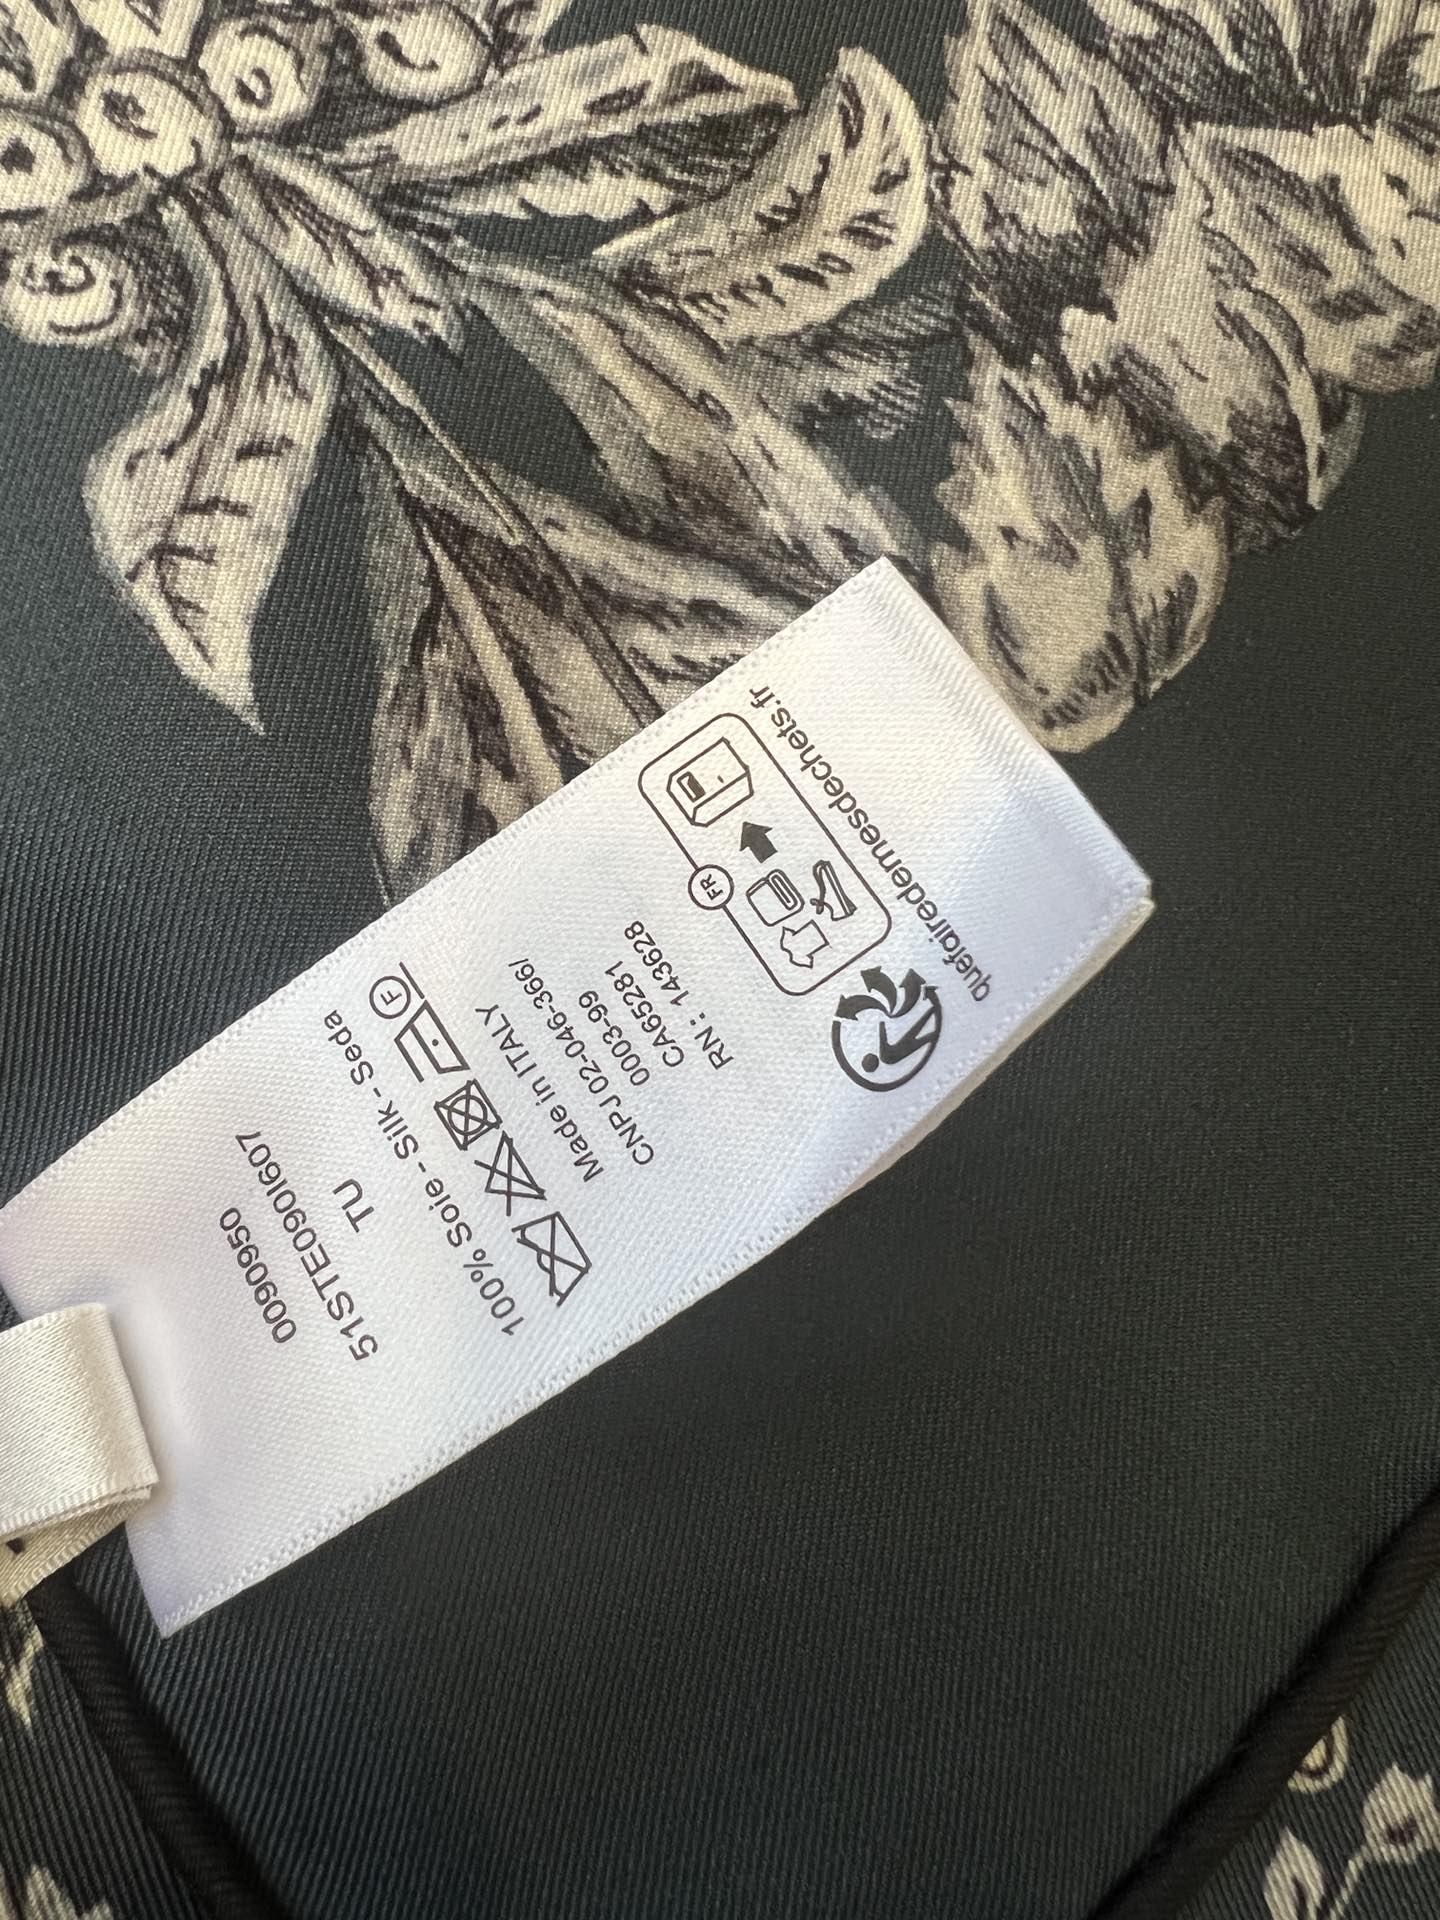 0090950
51STE0901607
TU
100% Soie - Silk - Seda
F
Made in ITALY
CNPJ 02-046-366/
0003-99
CA65281
RN: 143628
FR
quefairedemesdechets.fr